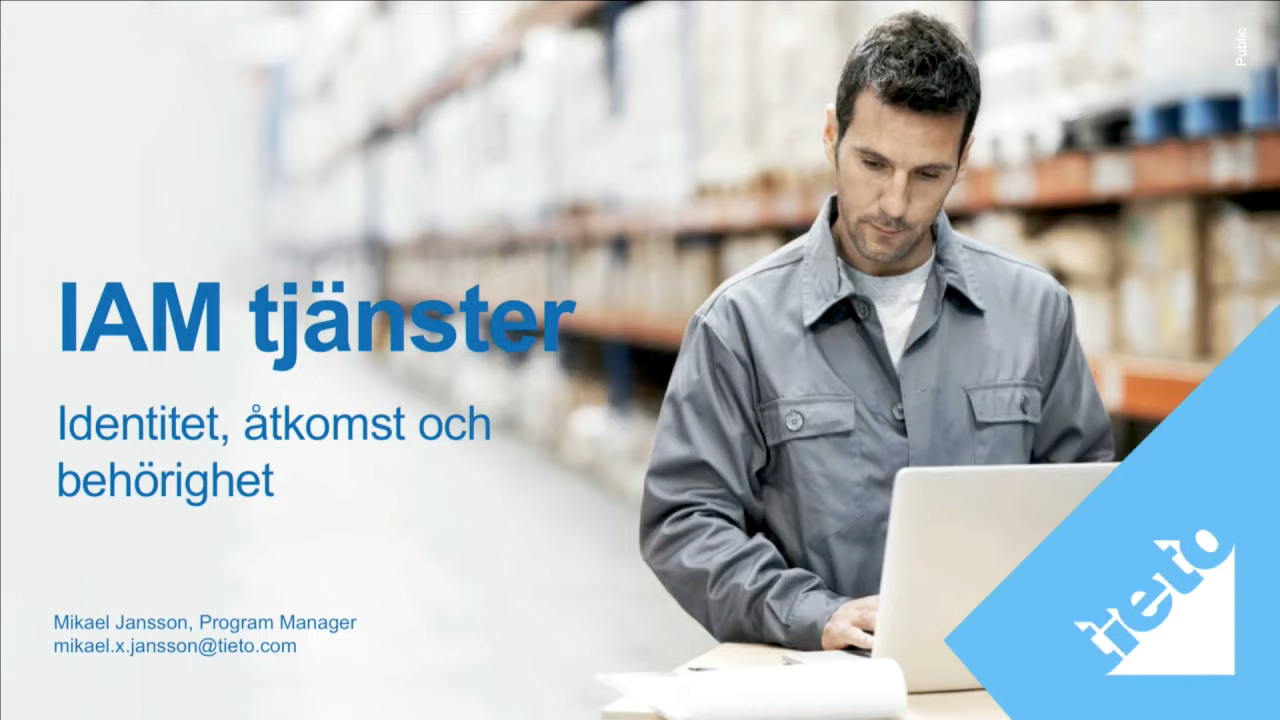 Public
IAM tjänster
Identitet, åtkomst och
behörighet
Mikael Jansson, Program Manager
mikael.x.jansson@tieto.com
tieto